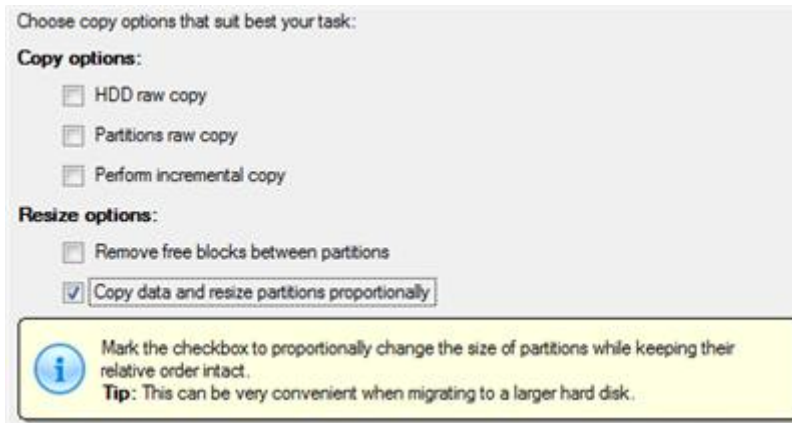 Choose copy options that suit best your task:
Copy options:
HDD raw copy
Partitions raw copy
Perform incremental copy
Resize options:
Remove free blocks between partitions
Copy data and resize partitions proportionally
Mark the checkbox to proportionally change the size of partitions while keeping their
relative order intact.
Tip: This can be very convenient when migrating to a larger hard disk.